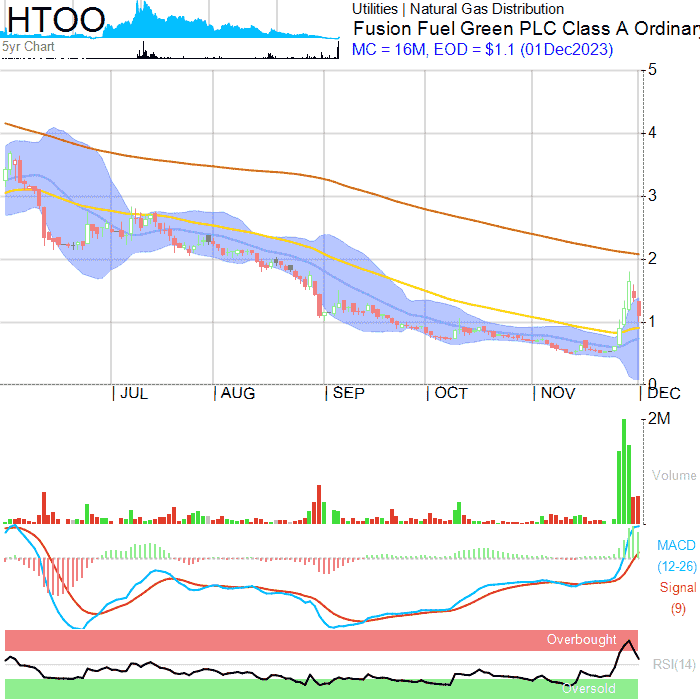 HTOO
5yr Chart
Utilities | Natural Gas Distribution
Fusion Fuel Green PLC Class A Ordinary
MC = 16M, EOD = $1.1 (01Dec2023)
5
4
3
2
1
0
JUL
AUG
SEP
OCT
NOV
DEC
2M
Volume
MACD
(12-26)
Signal
(9)
Overbought
RSI(14)
Oversold